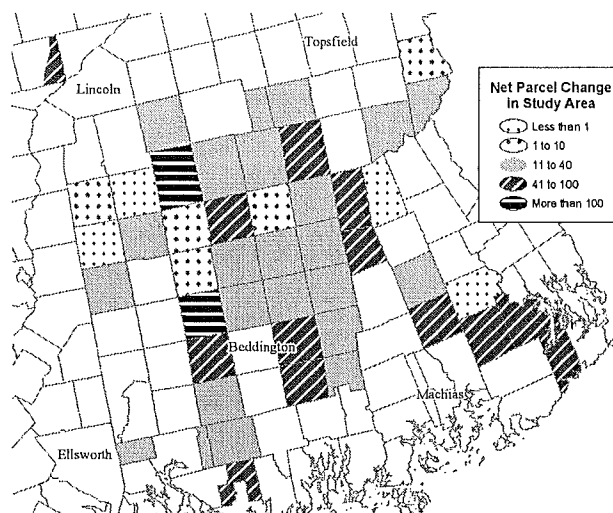 Topsfield
Lincoln
Net Parcel Change
in Study Area
Less than 1
1 to 10
11 to 40
41 to 100
More than 100
Beddington
Machias
Ellsworth